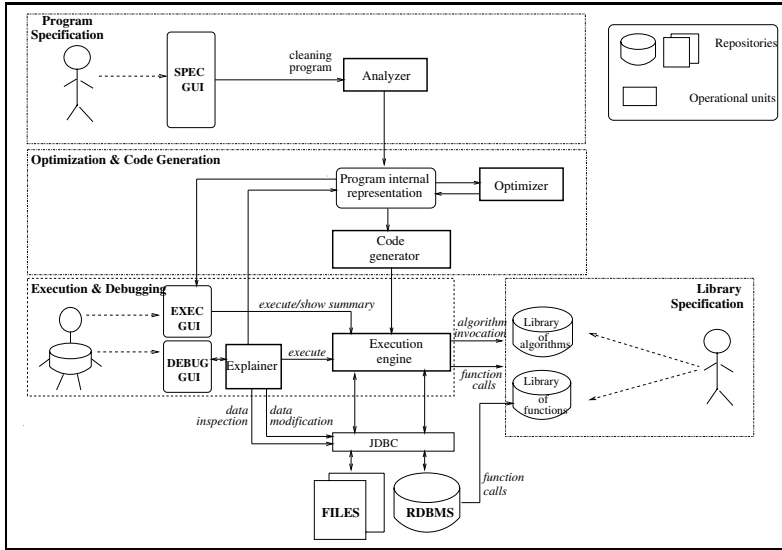 Program
Specification
SPEC
GUI
cleaning
program
Analyzer
Repositories
Operational units
Optimization & Code Generation
Program internal
representation
Optimizer
Code
generator
Execution & Debugging
EXEC
GUI
execute/show summary
DEBUG
GUI
Explainer
execute
Execution
engine
algorithm
invocation
function
calls
Library
Specification
Library
of
algorithms
Library
of
functions
data
inspection
data
modification
JDBC
FILES
RDBMS
function
calls